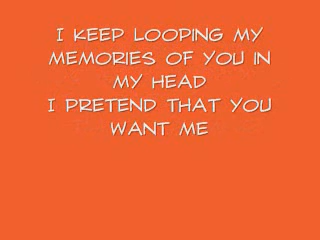 I KEEP LOOPING MY
MEMORIES OF YOU IN
MY HEAD
I PRETEND THAT YOU
WANT ME